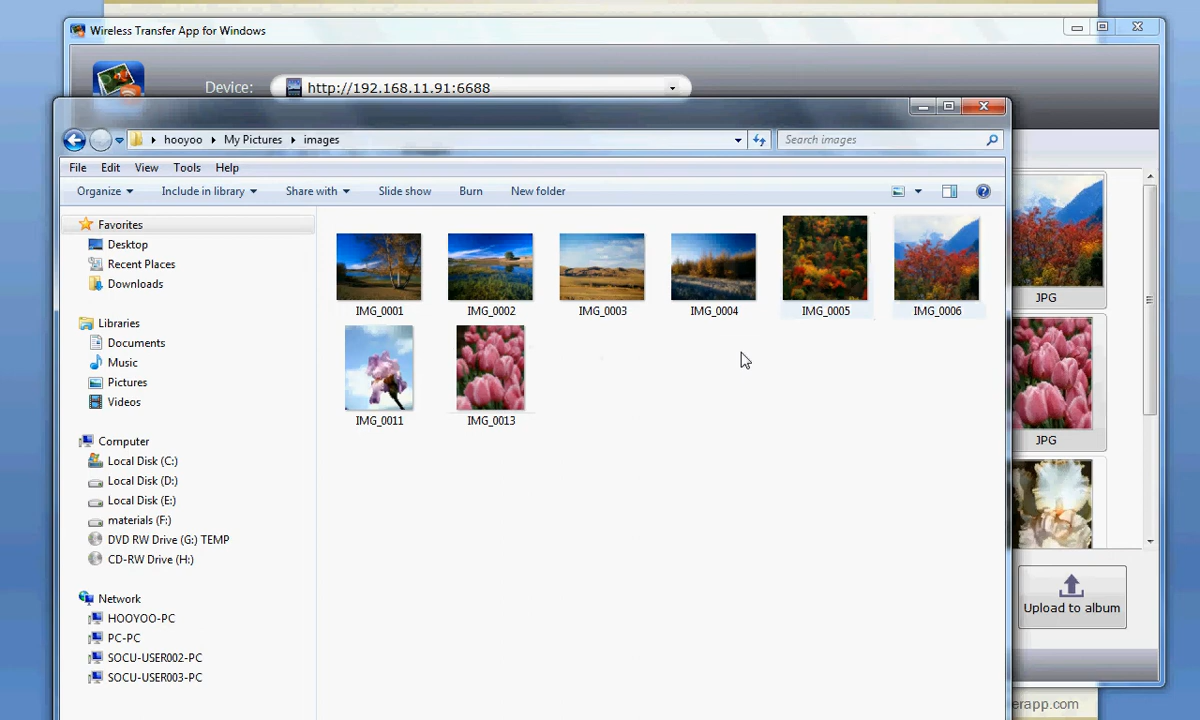 Wireless Transfer App for Windows
Device: http://192.168.11.91:6688
hooyoo My Pictures images
Search images
File Edit View Tools Help
Organize Include in library Share with Slide show Burn New folder
Favorites
Desktop
Recent Places
Downloads
Libraries
Documents
Music
Pictures
Videos
Computer
Local Disk (C:)
Local Disk (D:)
Local Disk (E:)
materials (F:)
DVD RW Drive (G:) TEMP
CD-RW Drive (H:)
Network
HOOYOO-PC
PC-PC
SOCU-USER002-PC
SOCU-USER003-PC
IMG_0001 IMG_0002 IMG_0003 IMG_0004 IMG_0005 IMG_0006
IMG_0011 IMG_0013
JPG
JPG
Upload to album
erapp.com